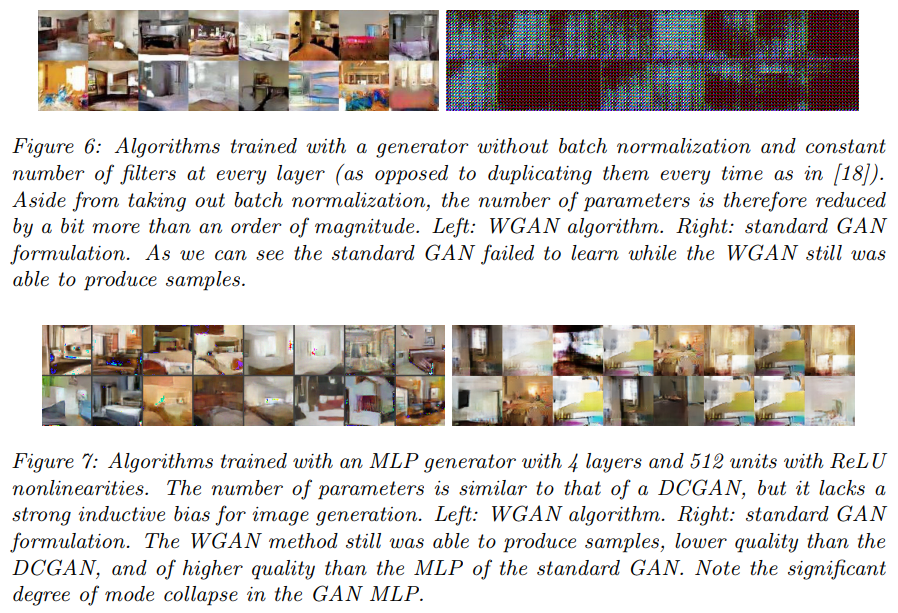 Figure 6: Algorithms trained with a generator without batch normalization and constant
number of filters at every layer (as opposed to duplicating them every time as in [18]).
Aside from taking out batch normalization, the number of parameters is therefore reduced
by a bit more than an order of magnitude. Left: WGAN algorithm. Right: standard GAN
formulation. As we can see the standard GAN failed to learn while the WGAN still was
able to produce samples.
Figure 7: Algorithms trained with an MLP generator with 4 layers and 512 units with ReLU
nonlinearities. The number of parameters is similar to that of a DCGAN, but it lacks a
strong inductive bias for image generation. Left: WGAN algorithm. Right: standard GAN
formulation. The WGAN method still was able to produce samples, lower quality than the
DCGAN, and of higher quality than the MLP of the standard GAN. Note the significant
degree of mode collapse in the GAN MLP.